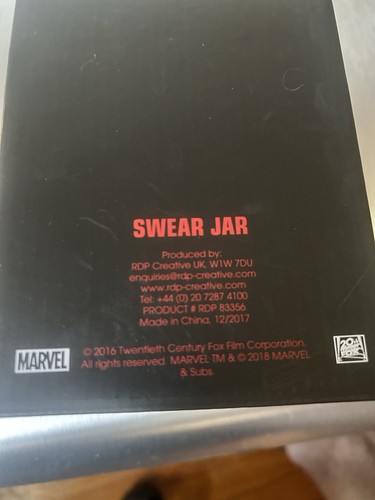 SWEAR JAR
Produced by:
RDP Creative UK, W1W 7DU
enquiries@rdp-creative.com
www.rdp-creative.com
Tel: +44 (0) 20 7287 4100
PRODUCT # RDP 83356
Made in China, 12/2017
MARVEL
© 2016 Twentieth Century Fox Film Corporation.
All rights reserved. MARVEL TM & © 2018 MARVEL
& Subs.
20th
CENTURY
FOX